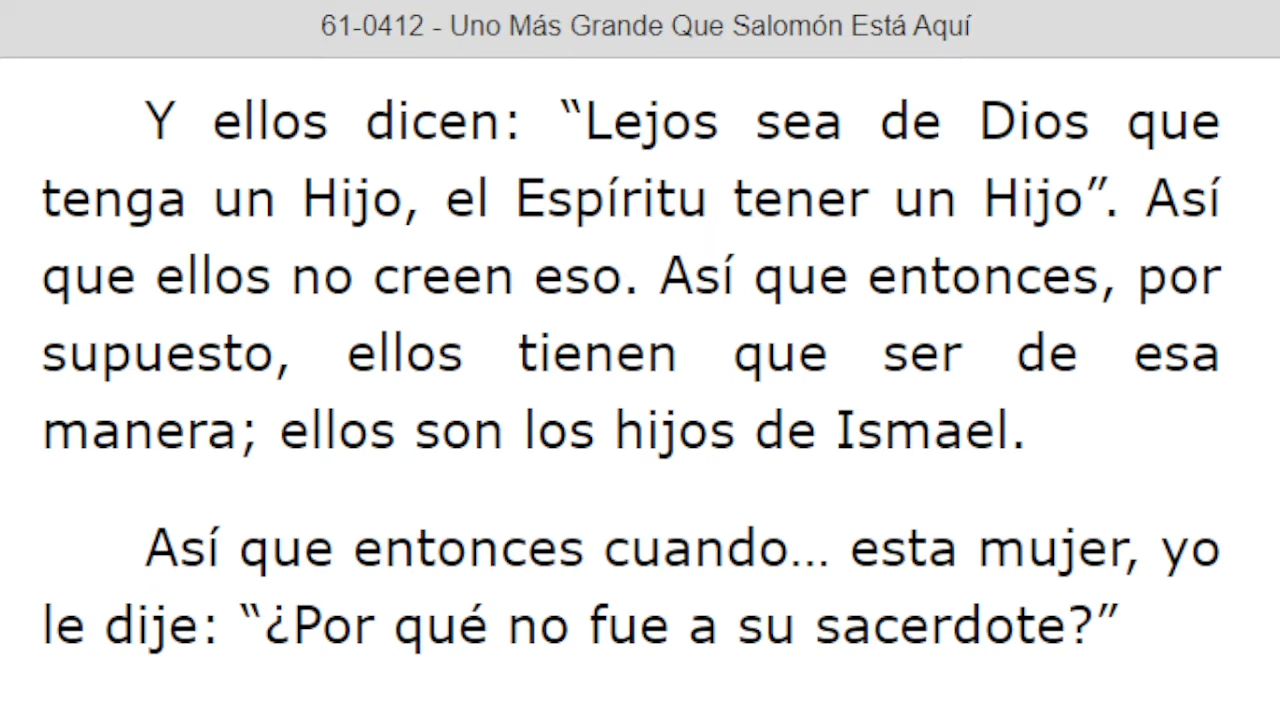 61-0412 - Uno Más Grande Que Salomón Está Aquí
Y ellos dicen: “Lejos sea de Dios que
tenga un Hijo, el Espíritu tener un Hijo”. Así
que ellos no creen eso. Así que entonces, por
supuesto, ellos tienen que ser de esa
manera; ellos son los hijos de Ismael.
Así que entonces cuando… esta mujer, yo
le dije: “¿Por qué no fue a su sacerdote?”